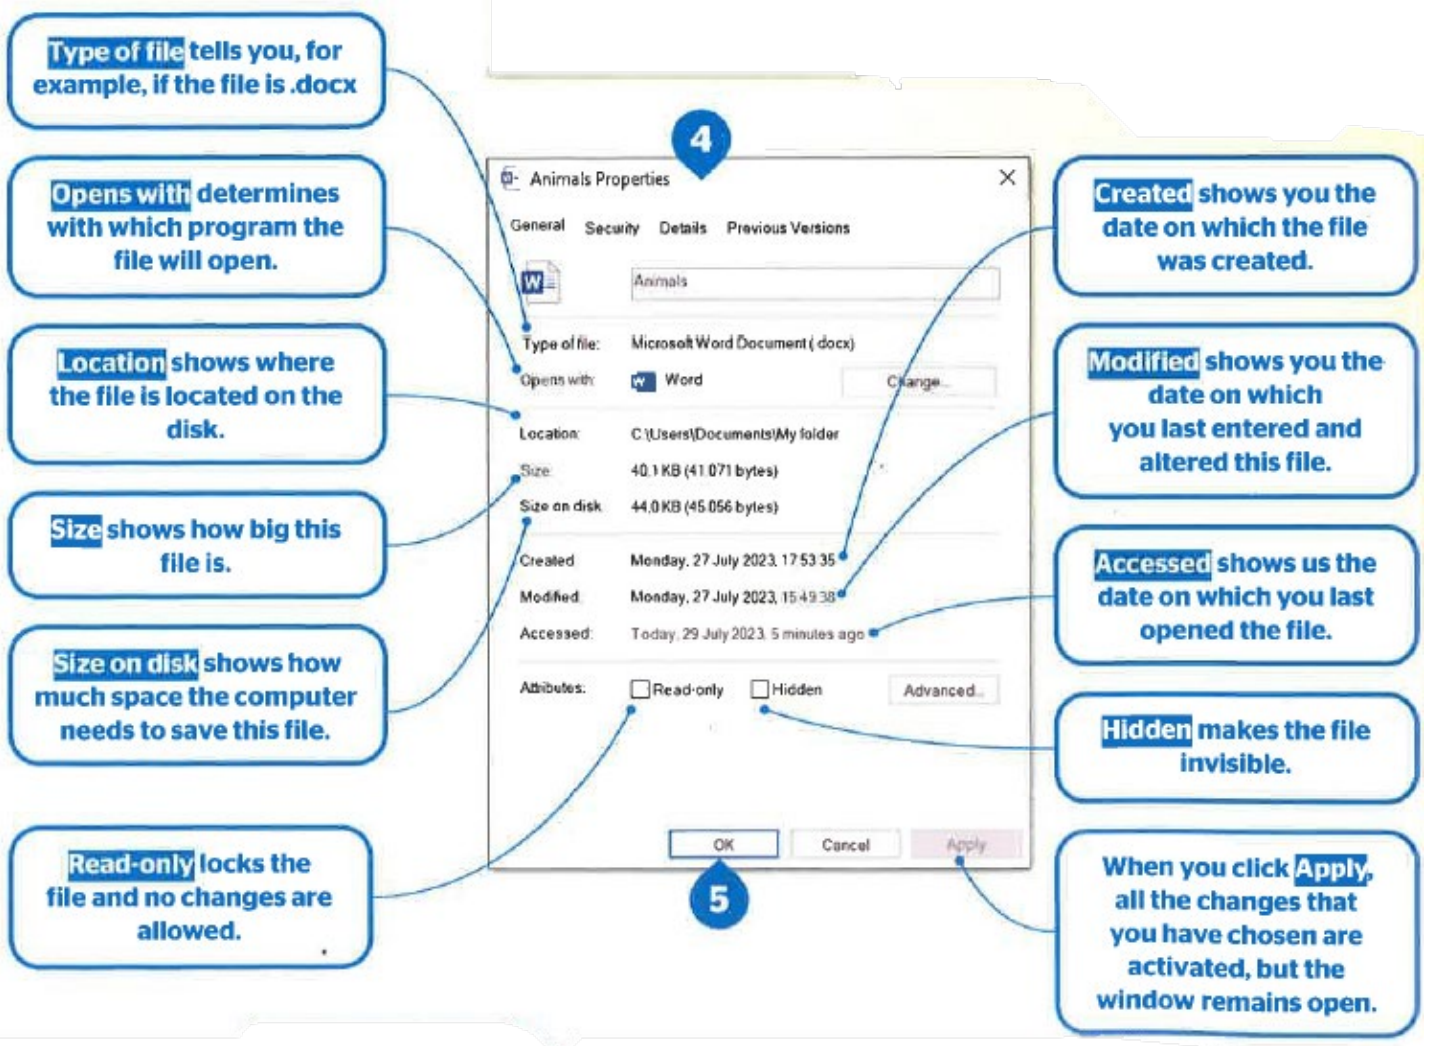 Type of file tells you, for
example, if the file is .docx
Opens with determines
with which program the
file will open.
Location shows where
the file is located on the
disk.
Size shows how big this
file is.
Size on disk shows how
much space the computer
needs to save this file.
Read-only locks the
file and no changes are
allowed.
4
Animals Properties
General Security Details Previous Versions
Animals
Type of file: Microsoft Word Document ( docx)
Opens with: Word Change...
Location: C:\Users\Documents\My folder
Size: 40.1 KB (41.071 bytes)
Size on disk 44,0 KB (45.056 bytes)
Created Monday, 27 July 2023, 17 53 35
Modified: Monday, 27 July 2023, 15:49:38
Accessed: Today, 29 July 2023, 5 minutes ago
Attributes: Read-only Hidden Advanced...
OK Cancel Apply
5
Created shows you the
date on which the file
was created.
Modified shows you the
date on which
you last entered and
altered this file.
Accessed shows us the
date on which you last
opened the file.
Hidden makes the file
invisible.
When you click Apply,
all the changes that
you have chosen are
activated, but the
window remains open.